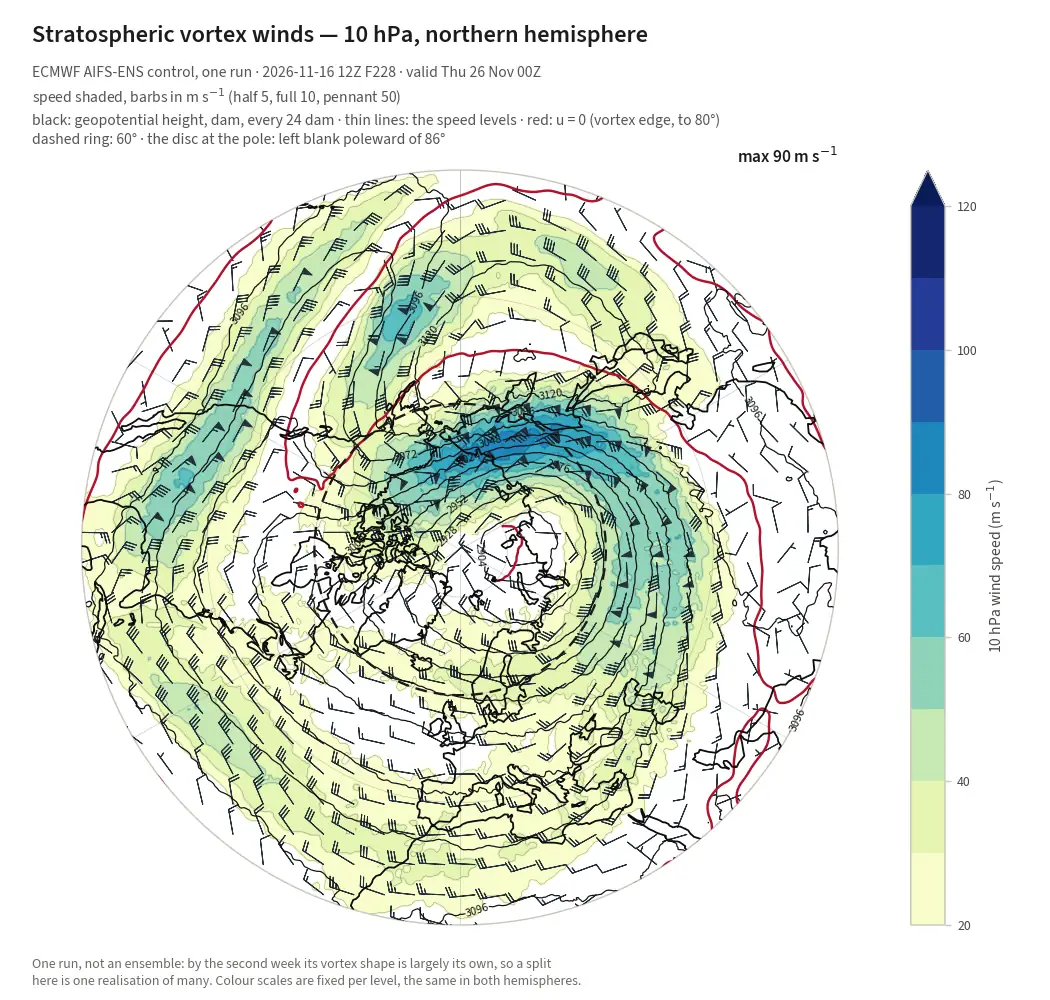 Stratospheric vortex winds — 10 hPa, northern hemisphere
ECMWF AIFS-ENS control, one run · 2026-11-16 12Z F228 · valid Thu 26 Nov 00Z
speed shaded, barbs in m s⁻¹ (half 5, full 10, pennant 50)
black: geopotential height, dam, every 24 dam · thin lines: the speed levels · red: u = 0 (vortex edge, to 80°)
dashed ring: 60° · the disc at the pole: left blank poleward of 86°
max 90 m s⁻¹
120
100
80
60
40
20
10 hPa wind speed (m s⁻¹)
3096
3096
3120
3096
3096
3096
One run, not an ensemble: by the second week its vortex shape is largely its own, so a split
here is one realisation of many. Colour scales are fixed per level, the same in both hemispheres.